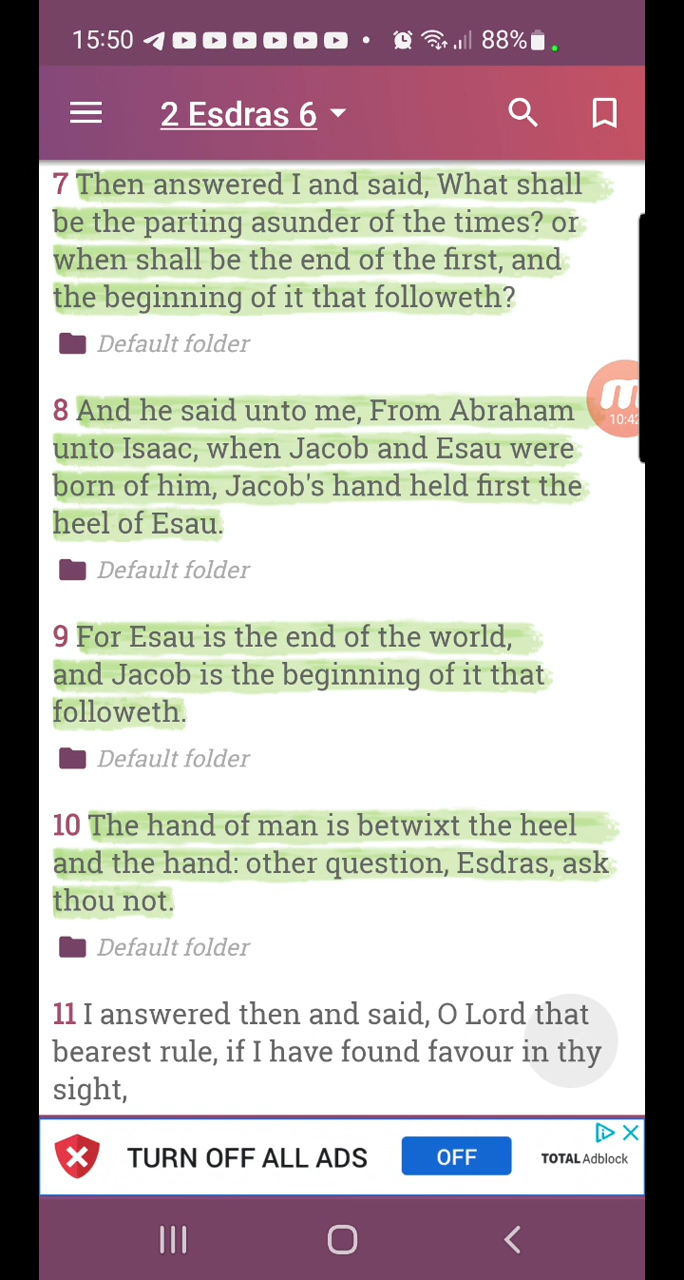 15:50 88%
2 Esdras 6
7 Then answered I and said, What shall
be the parting asunder of the times? or
when shall be the end of the first, and
the beginning of it that followeth?
Default folder
8 And he said unto me, From Abraham
unto Isaac, when Jacob and Esau were
born of him, Jacob's hand held first the
heel of Esau.
Default folder
10:42
9 For Esau is the end of the world,
and Jacob is the beginning of it that
followeth.
Default folder
10 The hand of man is betwixt the heel
and the hand: other question, Esdras, ask
thou not.
Default folder
11 I answered then and said, O Lord that
bearest rule, if I have found favour in thy
sight,
TURN OFF ALL ADS OFF TOTAL Adblock